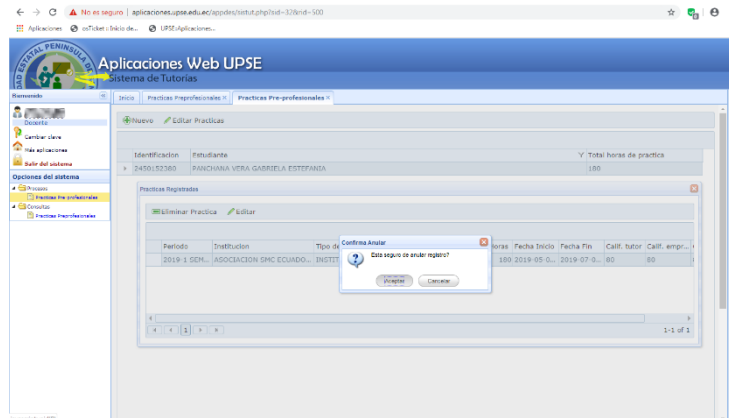 No es seguro | aplicaciones.upse.edu.ec/appdes/sistut.php?sid=328rid=500
Aplicaciones osTicket :: Inicio de... UPSE:Aplicaciones...
Aplicaciones Web UPSE
Sistema de Tutorias
Bienvenido
Docente
Cambiar clave
Más aplicaciones
Salir del sistema
Opciones del sistema
Procesos
Practicas Pre-profesionales
Consultas
Practicas Preprofesionales
Inicio Practicas Preprofesionales Practicas Pre-profesionales
Nuevo Editar Practicas
Identificacion Estudiante Total horas de practica
2450152380 PANCHANA VERA GABRIELA ESTEFANIA 180
Practicas Registradas
Eliminar Practica Editar
Periodo Institucion Tipo de horas Fecha Inicio Fecha Fin Calif. tutor Calif. empr...
2019-1 SEM... ASOCIACION SMC ECUADO... INSTIT 180 2019-05-0... 2019-07-0... 80 80
Confirma Anular
Esta seguro de anular registro?
Aceptar Cancelar
1
1-1 of 1